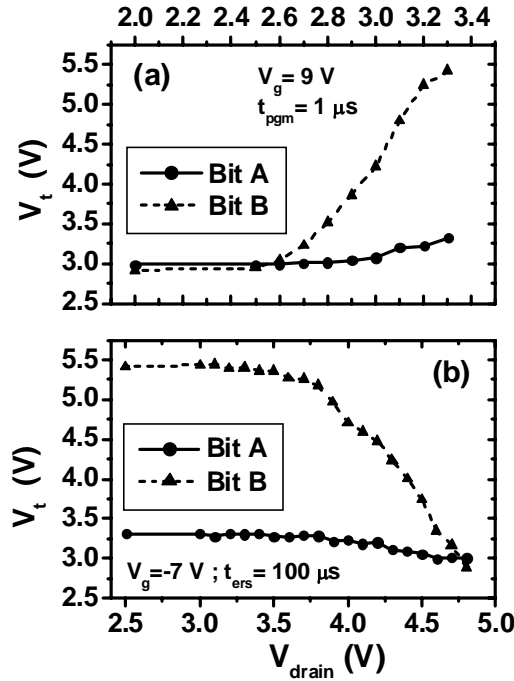 2.0 2.2 2.4 2.6 2.8 3.0 3.2 3.4
(a)
V_g= 9 V
t_pgm= 1 μs
Bit A
Bit B
V_t (V)
5.5
5.0
4.5
4.0
3.5
3.0
2.5
(b)
Bit A
Bit B
V_t (V)
5.5
5.0
4.5
4.0
3.5
3.0
2.5
V_g=-7 V ; t_ers= 100 μs
2.5 3.0 3.5 4.0 4.5 5.0
V_drain (V)